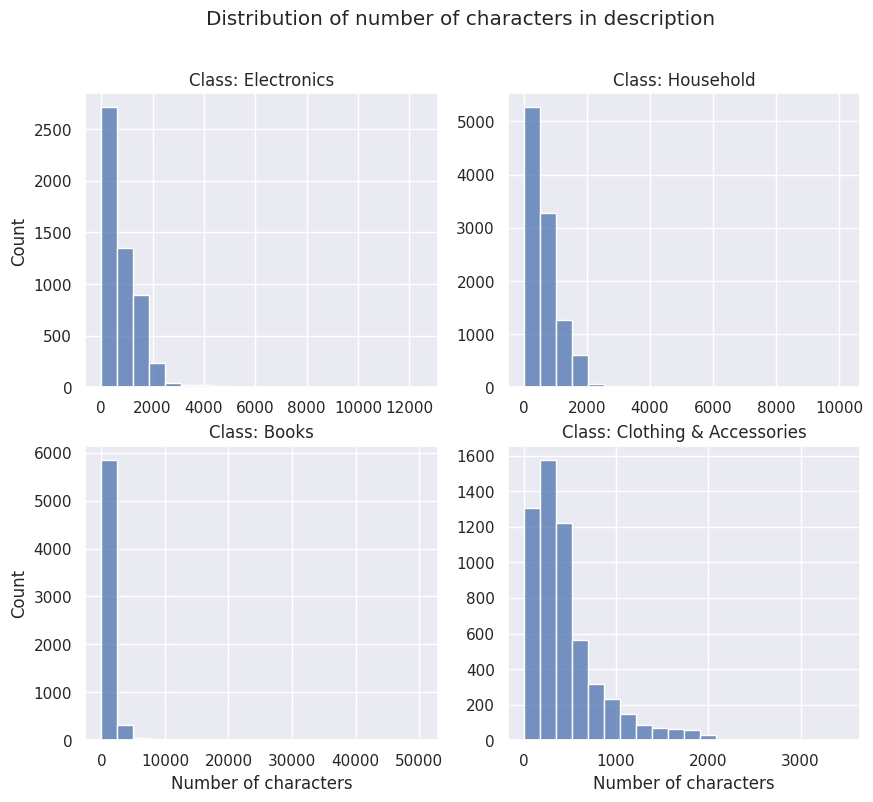 Distribution of number of characters in description
Class: Electronics
Count
2500
2000
1500
1000
500
0
0 2000 4000 6000 8000 10000 12000
Class: Household
5000
4000
3000
2000
1000
0
0 2000 4000 6000 8000 10000
Class: Books
Count
6000
5000
4000
3000
2000
1000
0
0 10000 20000 30000 40000 50000
Number of characters
Class: Clothing & Accessories
1600
1400
1200
1000
800
600
400
200
0
0 1000 2000 3000
Number of characters